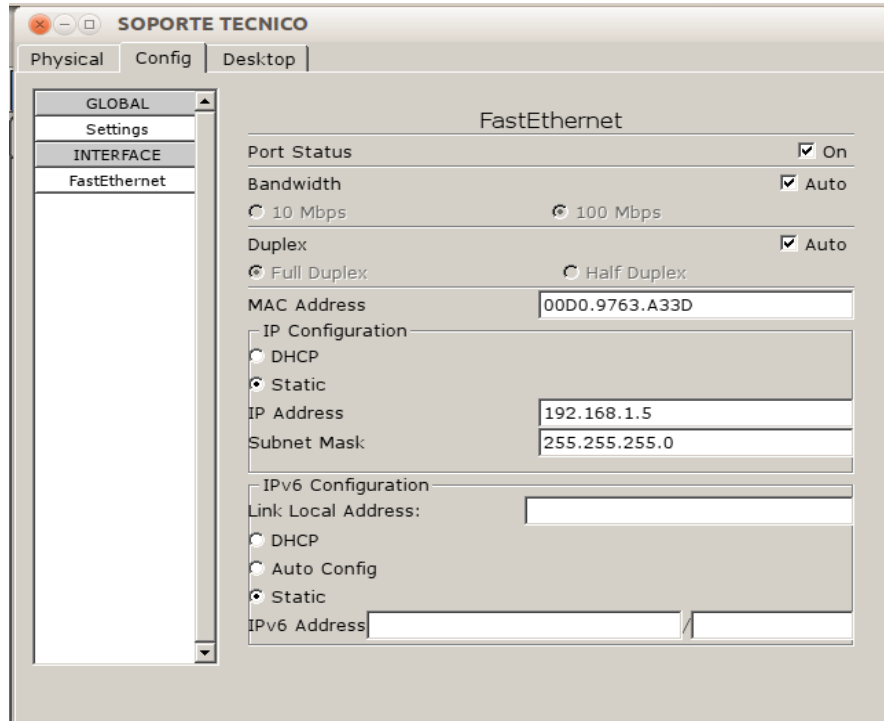 SOPORTE TECNICO
Physical Config Desktop
GLOBAL
Settings
INTERFACE
FastEthernet
FastEthernet
Port Status On
Bandwidth Auto
10 Mbps 100 Mbps
Duplex Auto
Full Duplex Half Duplex
MAC Address 00D0.9763.A33D
IP Configuration
DHCP
Static
IP Address 192.168.1.5
Subnet Mask 255.255.255.0
IPv6 Configuration
Link Local Address:
DHCP
Auto Config
Static
IPv6 Address /